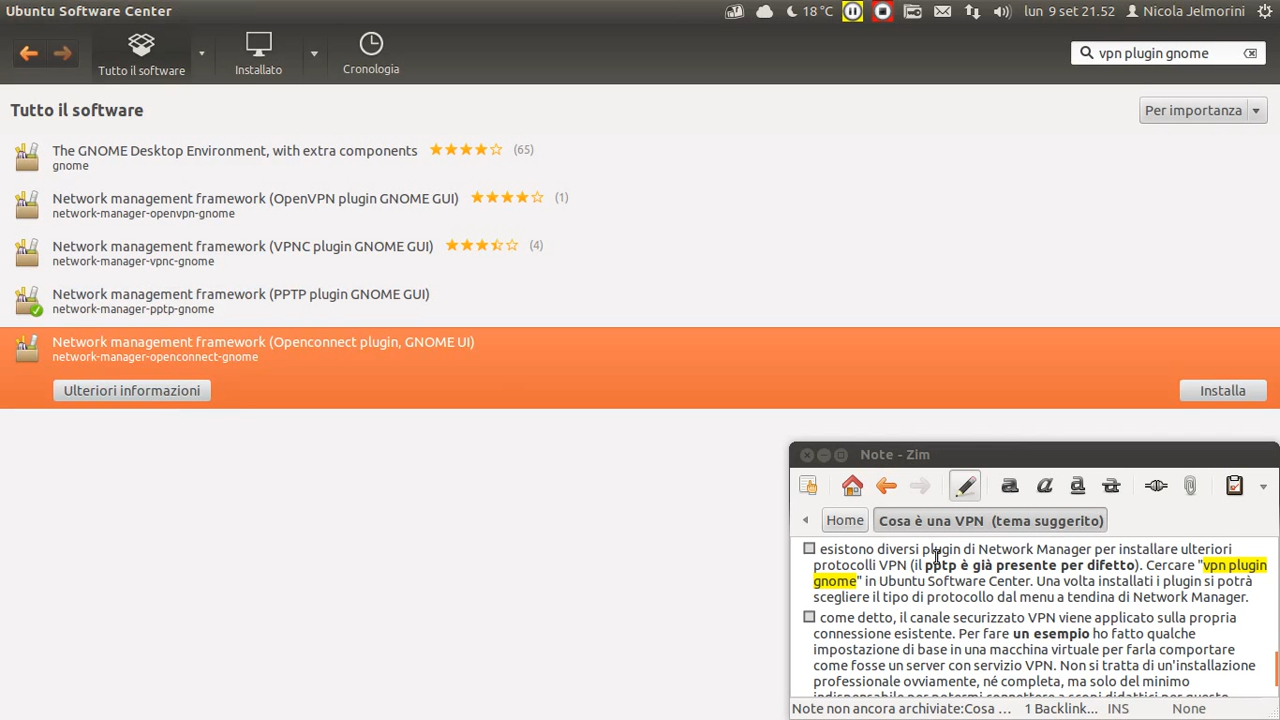 Ubuntu Software Center
18 °C
lun 9 set 21.52
Nicola Jelmorini
Tutto il software
Installato
Cronologia
vpn plugin gnome
Tutto il software
Per importanza
The GNOME Desktop Environment, with extra components (65)
gnome
Network management framework (OpenVPN plugin GNOME GUI) (1)
network-manager-openvpn-gnome
Network management framework (VPNC plugin GNOME GUI) (4)
network-manager-vpnc-gnome
Network management framework (PPTP plugin GNOME GUI)
network-manager-pptp-gnome
Network management framework (Openconnect plugin, GNOME UI)
network-manager-openconnect-gnome
Ulteriori informazioni
Installa
Note - Zim
Home
Cosa è una VPN (tema suggerito)
esistono diversi plugin di Network Manager per installare ulteriori
protocolli VPN (il pptp è già presente per difetto). Cercare "vpn plugin
gnome" in Ubuntu Software Center. Una volta installati i plugin si potrà
scegliere il tipo di protocollo dal menu a tendina di Network Manager.
come detto, il canale securizzato VPN viene applicato sulla propria
connessione esistente. Per fare un esempio ho fatto qualche
impostazione di base in una macchina virtuale per farla comportare
come fosse un server con servizio VPN. Non si tratta di un'installazione
professionale ovviamente, né completa, ma solo del minimo
indispensabile per potermi connettere a scopi didattici per questo
Note non ancora archiviate:Cosa ...
1 Backlink...
INS
None